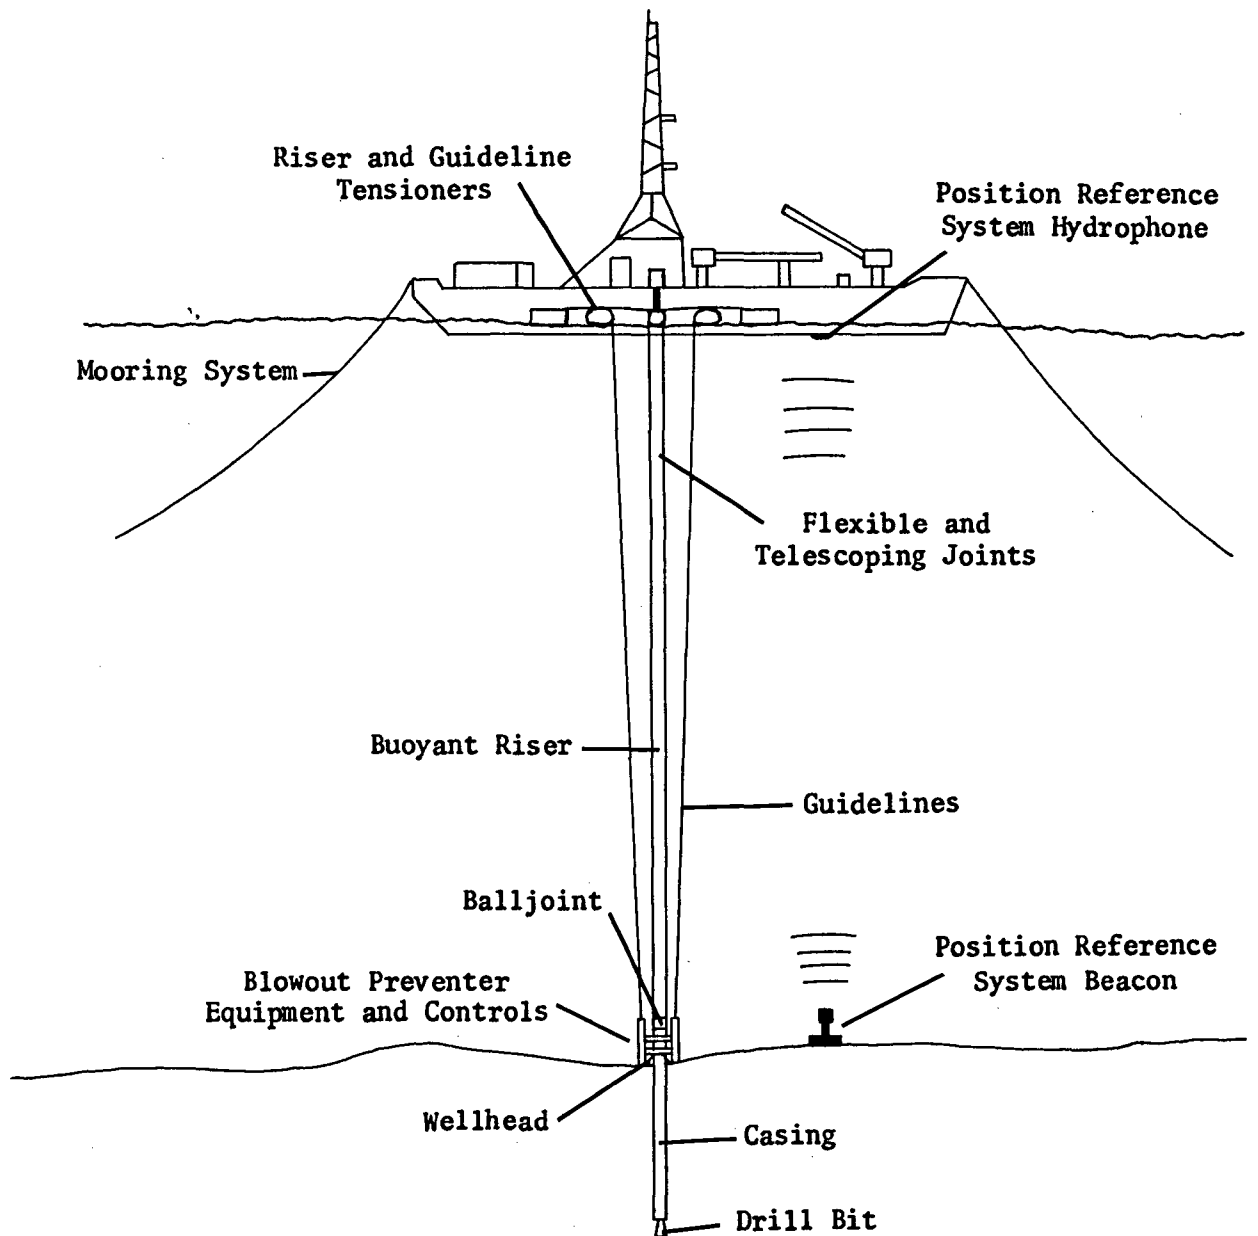 Riser and Guideline
Tensioners
Position Reference
System Hydrophone
Mooring System
Flexible and
Telescoping Joints
Buoyant Riser
Guidelines
Balljoint
Blowout Preventer
Equipment and Controls
Position Reference
System Beacon
Wellhead
Casing
Drill Bit